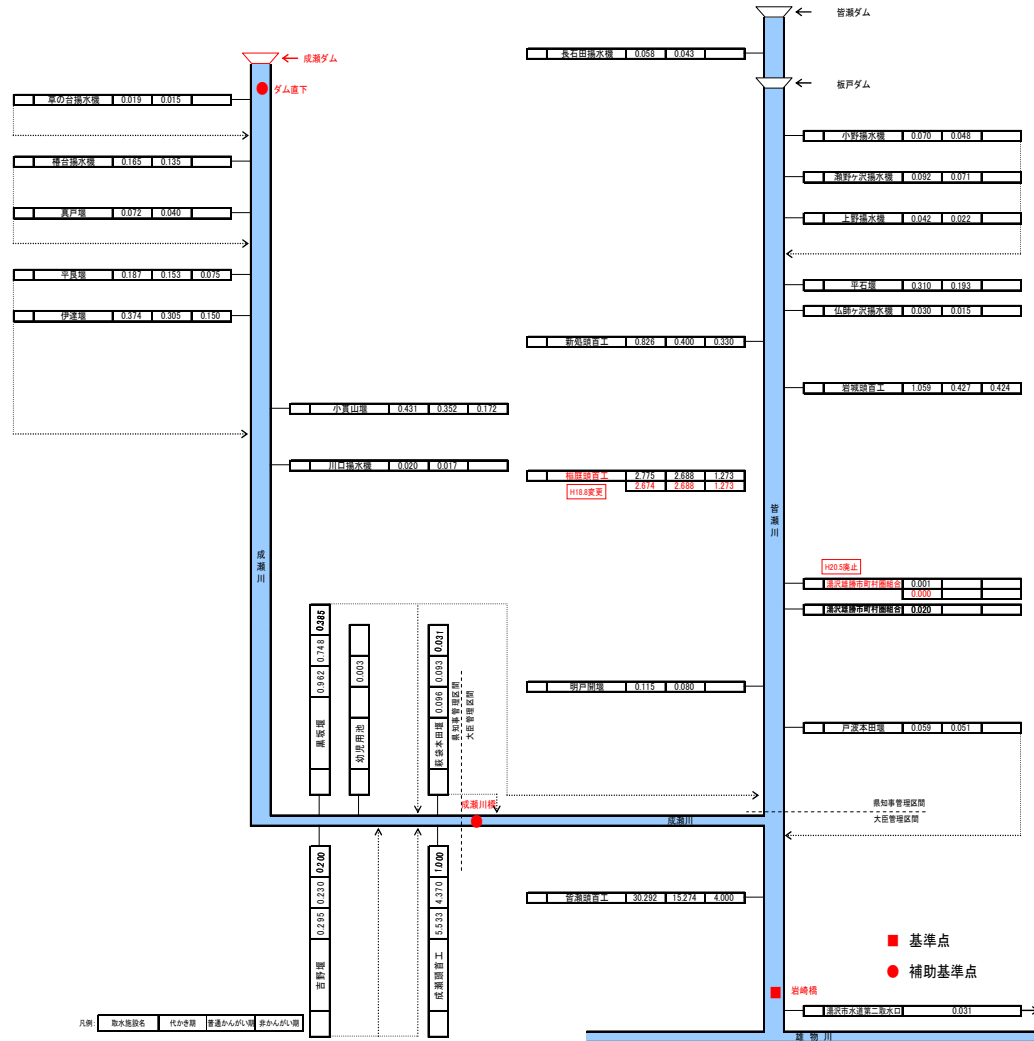 皆瀬ダム
長石田揚水機 0.058 0.043
成瀬ダム
板戸ダム
ダム直下
草の台揚水機 0.019 0.015
小野揚水機 0.070 0.048
椿台揚水機 0.165 0.135
瀬野ヶ沢揚水機 0.092 0.071
真戸堰 0.072 0.040
上野揚水機 0.042 0.022
平良堰 0.187 0.153 0.075
平石堰 0.310 0.193
伊達堰 0.374 0.305 0.150
仏師ヶ沢揚水機 0.030 0.015
新処頭首工 0.826 0.400 0.330
岩城頭首工 1.059 0.427 0.424
小貫山堰 0.431 0.352 0.172
川口揚水機 0.020 0.017
稲庭頭首工 2.775 2.688 1.273
2.674 2.688 1.273
H18.8変更
皆瀬川
成瀬川
H20.5廃止
湯沢雄勝市町村圏組合 0.001
0.000
湯沢雄勝市町村圏組合 0.020
黒坂堰 0.962 0.748 0.385
幼児用池 0.003
萩袋本田堰 0.096 0.093 0.031
県知事管理区間
大臣管理区間
明戸開堰 0.115 0.080
戸波本田堰 0.059 0.051
成瀬川橋
成瀬川
県知事管理区間
大臣管理区間
吉野堰 0.295 0.230 0.200
成瀬頭首工 5.533 4.370 1.000
皆瀬頭首工 30.292 15.274 4.000
基準点
補助基準点
岩崎橋
湯沢市水道第二取水口 0.031
凡例: 取水施設名 代かき期 普通かんがい期 非かんがい期
雄物川